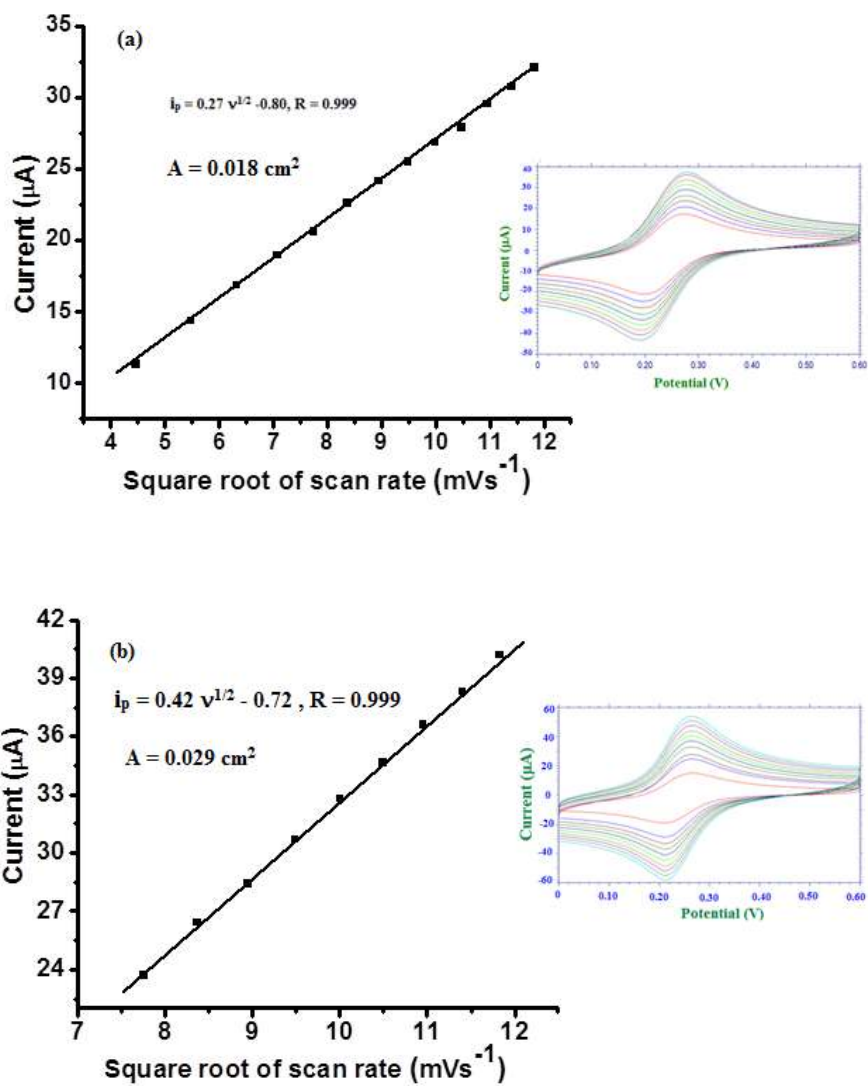 (a)
iₚ = 0.27 ν¹/² -0.80, R = 0.999
A = 0.018 cm²
Current (μA)
35
30
25
20
15
10
4 5 6 7 8 9 10 11 12
Square root of scan rate (mVs⁻¹)
Current (μA)
40
30
20
10
0
-10
-20
-30
-40
-50
0 0.10 0.20 0.30 0.40 0.50 0.60
Potential (V)
(b)
iₚ = 0.42 ν¹/² - 0.72 , R = 0.999
A = 0.029 cm²
Current (μA)
42
39
36
33
30
27
24
7 8 9 10 11 12
Square root of scan rate (mVs⁻¹)
Current (μA)
60
40
20
0
-20
-40
-60
0 0.10 0.20 0.30 0.40 0.50 0.60
Potential (V)